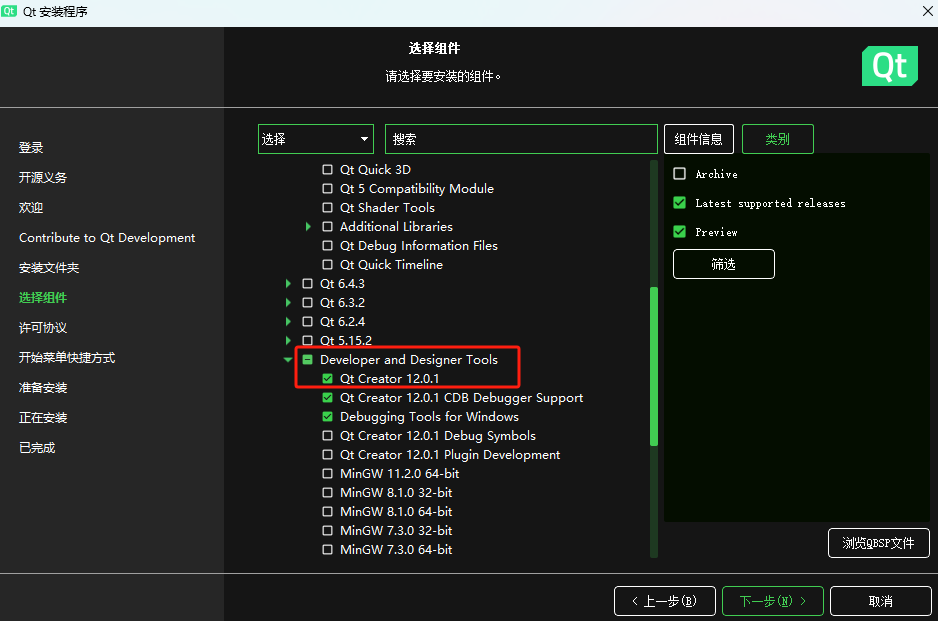 Qt Qt 安装程序
选择组件
请选择要安装的组件。
Qt
登录
开源义务
欢迎
Contribute to Qt Development
安装文件夹
选择组件
许可协议
开始菜单快捷方式
准备安装
正在安装
已完成
选择
搜索
组件信息
类别
Qt Quick 3D
Qt 5 Compatibility Module
Qt Shader Tools
Additional Libraries
Qt Debug Information Files
Qt Quick Timeline
Qt 6.4.3
Qt 6.3.2
Qt 6.2.4
Qt 5.15.2
Developer and Designer Tools
Qt Creator 12.0.1
Qt Creator 12.0.1 CDB Debugger Support
Debugging Tools for Windows
Qt Creator 12.0.1 Debug Symbols
Qt Creator 12.0.1 Plugin Development
MinGW 11.2.0 64-bit
MinGW 8.1.0 32-bit
MinGW 8.1.0 64-bit
MinGW 7.3.0 32-bit
MinGW 7.3.0 64-bit
Archive
Latest supported releases
Preview
筛选
浏览QBSP文件
< 上一步(B)
下一步(N) >
取消